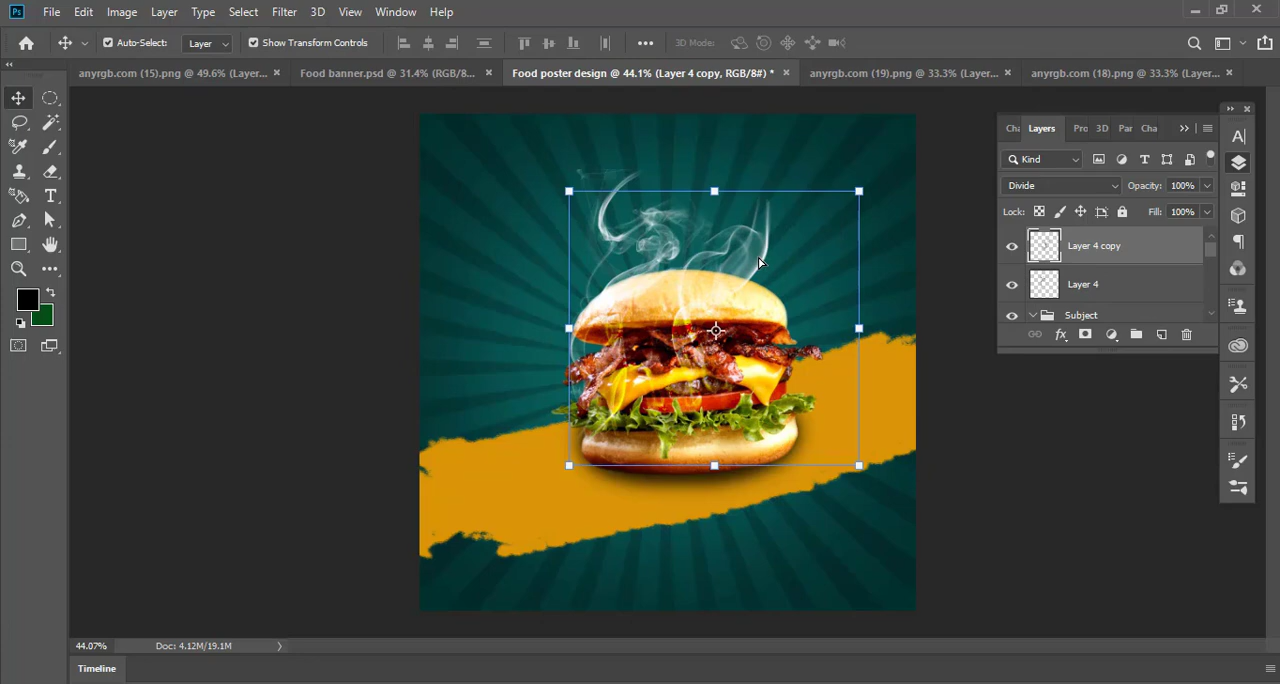 Ps File Edit Image Layer Type Select Filter 3D View Window Help
Auto-Select: Layer Show Transform Controls 3D Mode:
anyrgb.com (15).png @ 49.6% (Layer... Food banner.psd @ 31.4% (RGB/8... Food poster design @ 44.1% (Layer 4 copy, RGB/8#) * anyrgb.com (19).png @ 33.3% (Layer... anyrgb.com (18).png @ 33.3% (Layer...
Cha Layers Pro 3D Par Cha
Kind
Divide Opacity: 100%
Lock: Fill: 100%
Layer 4 copy
Layer 4
Subject
fx
44.07% Doc: 4.12M/19.1M
Timeline